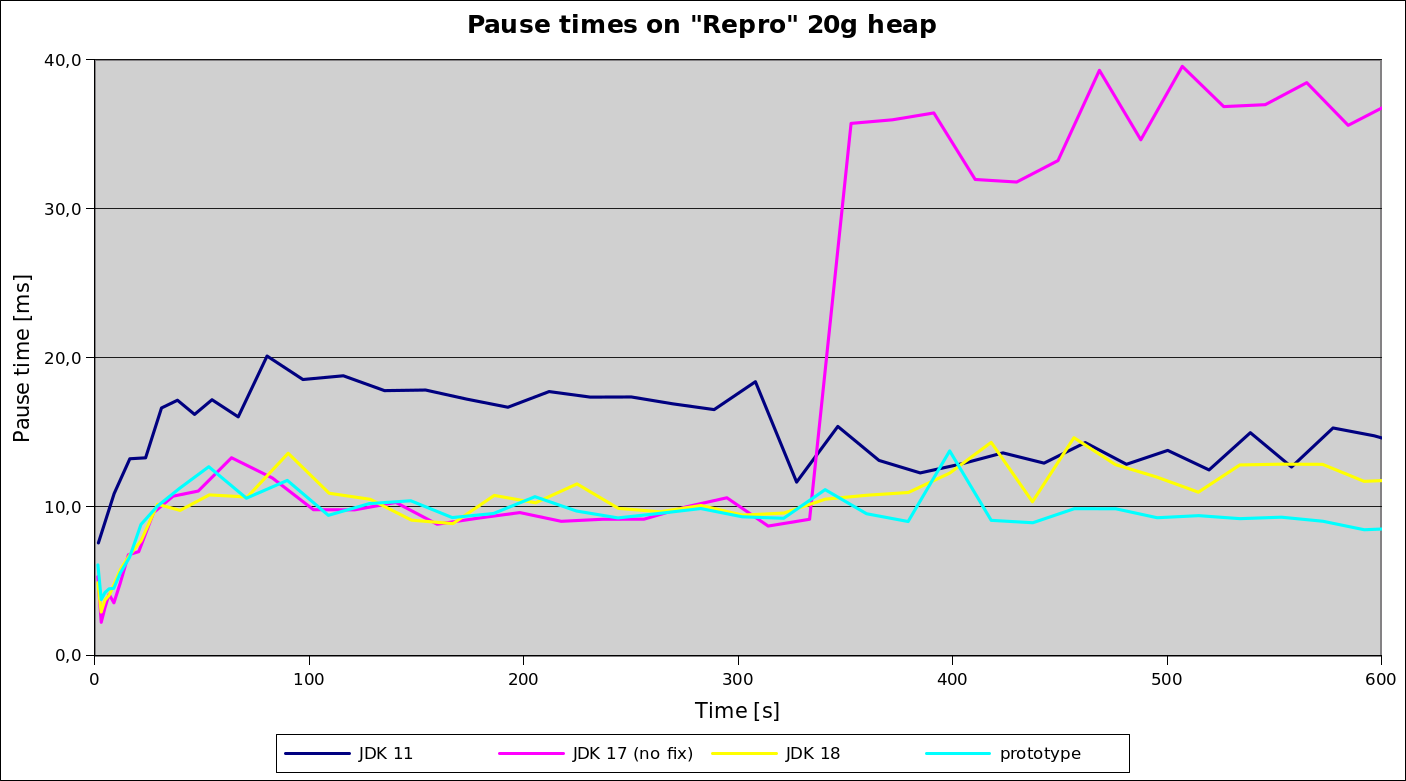 Pause times on "Repro" 20g heap
40,0
30,0
20,0
10,0
0,0
Pause time [ms]
0 100 200 300 400 500 600
Time [s]
JDK 11 JDK 17 (no fix) JDK 18 prototype